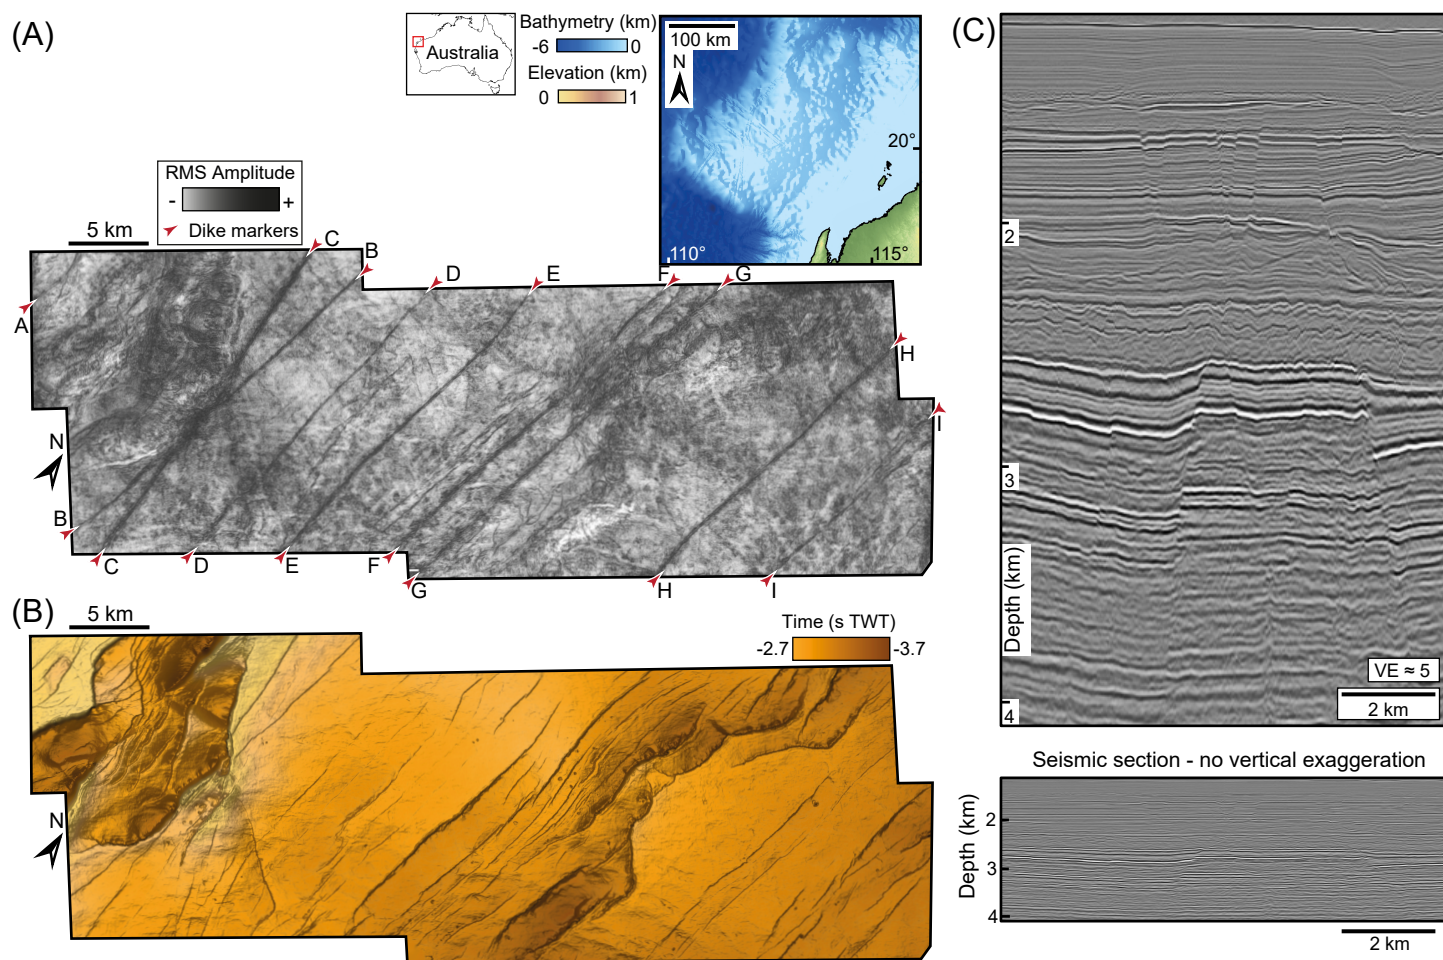 (A)
Australia
Bathymetry (km)
-6 0
Elevation (km)
0 1
100 km
N
20°
110° 115°
RMS Amplitude
- +
Dike markers
5 km
C
B
D
E
F
G
A
H
I
N
B
C
D
E
F
G
H
I
(B)
5 km
Time (s TWT)
-2.7 -3.7
N
(C)
2
3
4
Depth (km)
VE ≈ 5
2 km
Seismic section - no vertical exaggeration
Depth (km)
2
3
4
2 km